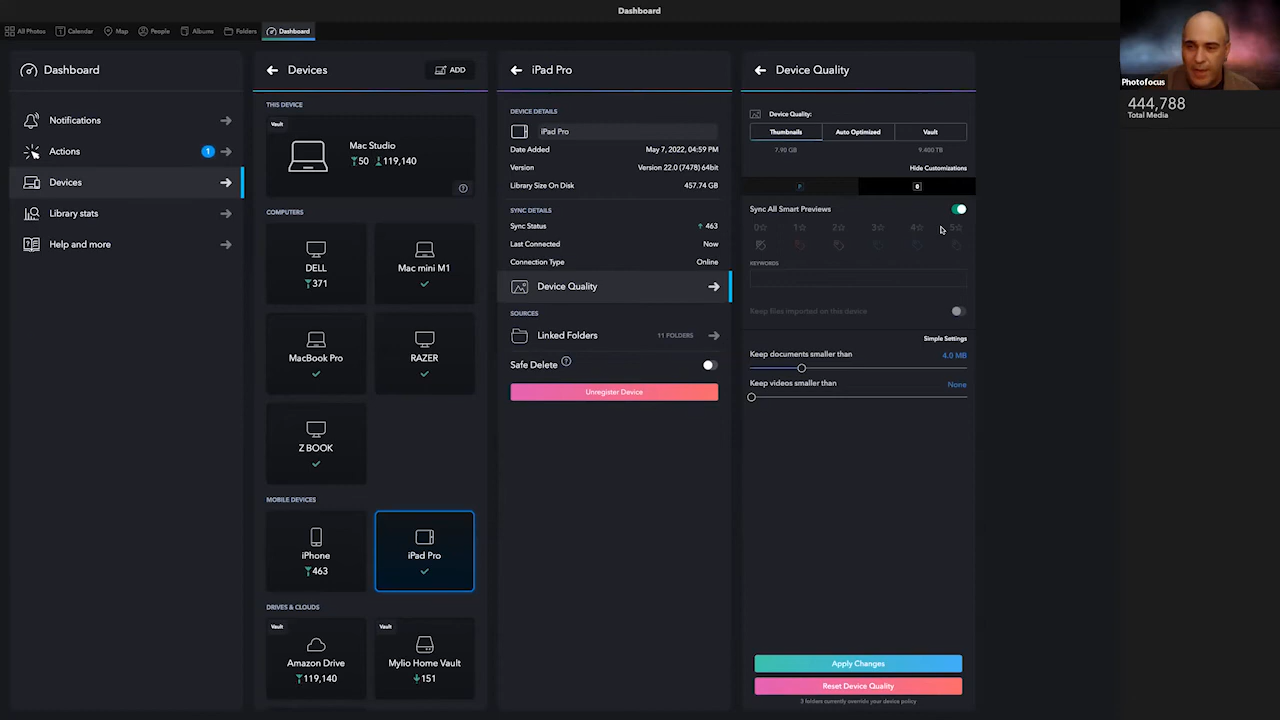 Dashboard
All Photos
Calendar
Map
People
Albums
Folders
Dashboard
Photofocus
444,788
Total Media
Dashboard
Notifications
Actions
1
Devices
Library stats
Help and more
Devices
ADD
THIS DEVICE
Vault
Mac Studio
50 119,140
COMPUTERS
DELL
371
Mac mini M1
MacBook Pro
RAZER
Z BOOK
MOBILE DEVICES
iPhone
463
iPad Pro
DRIVES & CLOUDS
Vault
Amazon Drive
119,140
Vault
Mylio Home Vault
151
iPad Pro
DEVICE DETAILS
iPad Pro
Date Added May 7, 2022, 04:59 PM
Version Version 22.0 (7478) 64bit
Library Size On Disk 457.74 GB
SYNC DETAILS
Sync Status 463
Last Connected Now
Connection Type Online
Device Quality
SOURCES
Linked Folders 11 FOLDERS
Safe Delete ?
Unregister Device
Device Quality
Device Quality:
Thumbnails Auto Optimized Vault
7.90 GB 9.400 TB
Hide Customizations
P
Sync All Smart Previews
0☆ 1☆ 2☆ 3☆ 4☆ 5☆
KEYWORDS
Keep files imported on this device
Simple Settings
Keep documents smaller than 4.0 MB
Keep videos smaller than None
Apply Changes
Reset Device Quality
3 folders currently override your device policy